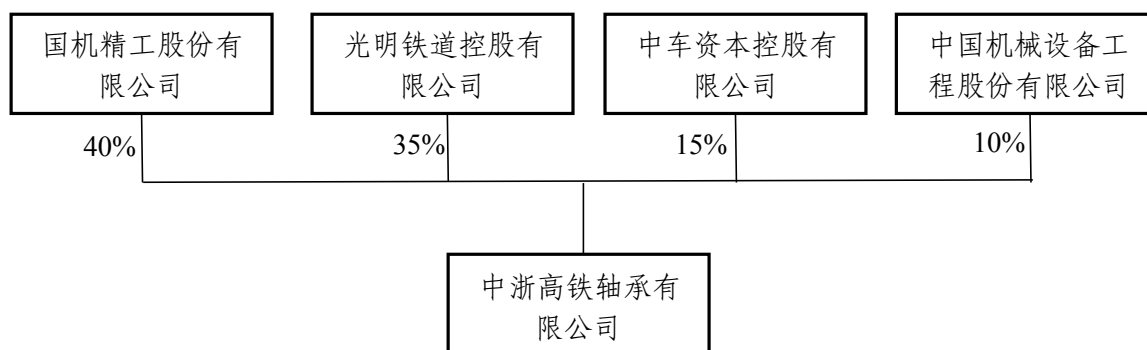 国机精工股份有
限公司
光明铁道控股有
限公司
中车资本控股有
限公司
中国机械设备工
程股份有限公司
40%
35%
15%
10%
中浙高铁轴承有
限公司